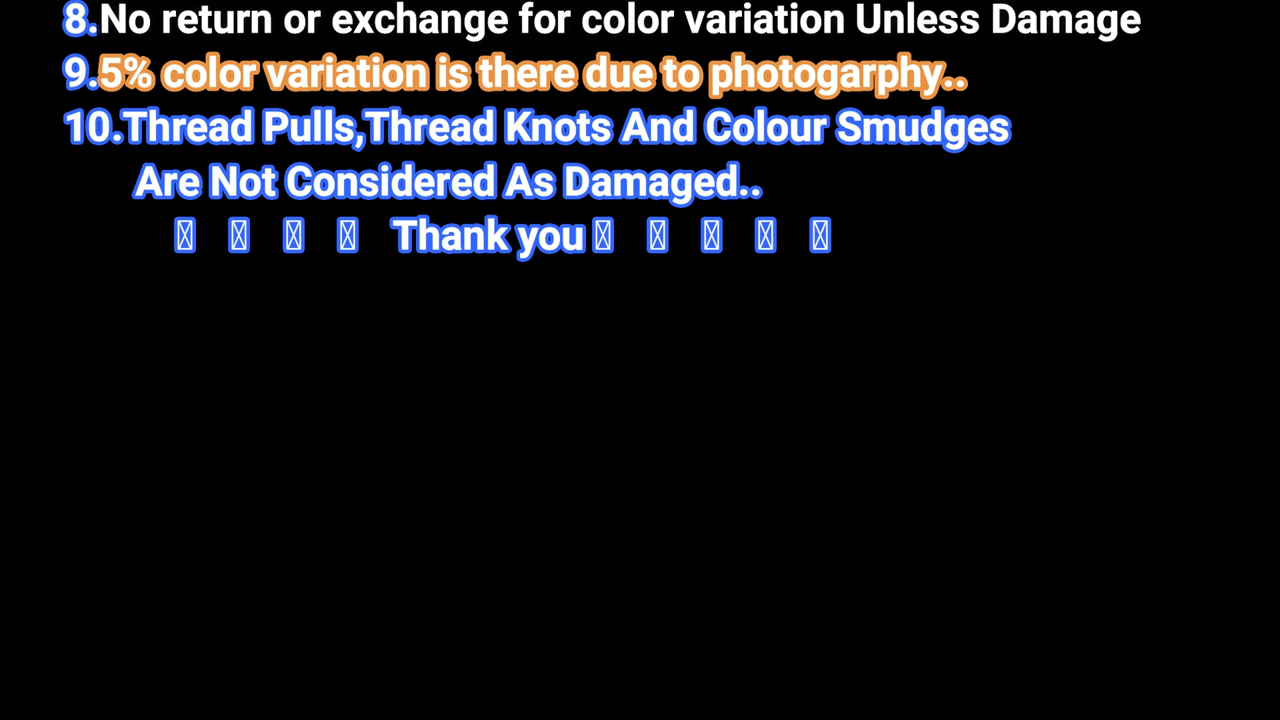 8.No return or exchange for color variation Unless Damage
9.5% color variation is there due to photogarphy..
10.Thread Pulls,Thread Knots And Colour Smudges
Are Not Considered As Damaged..
Thank you